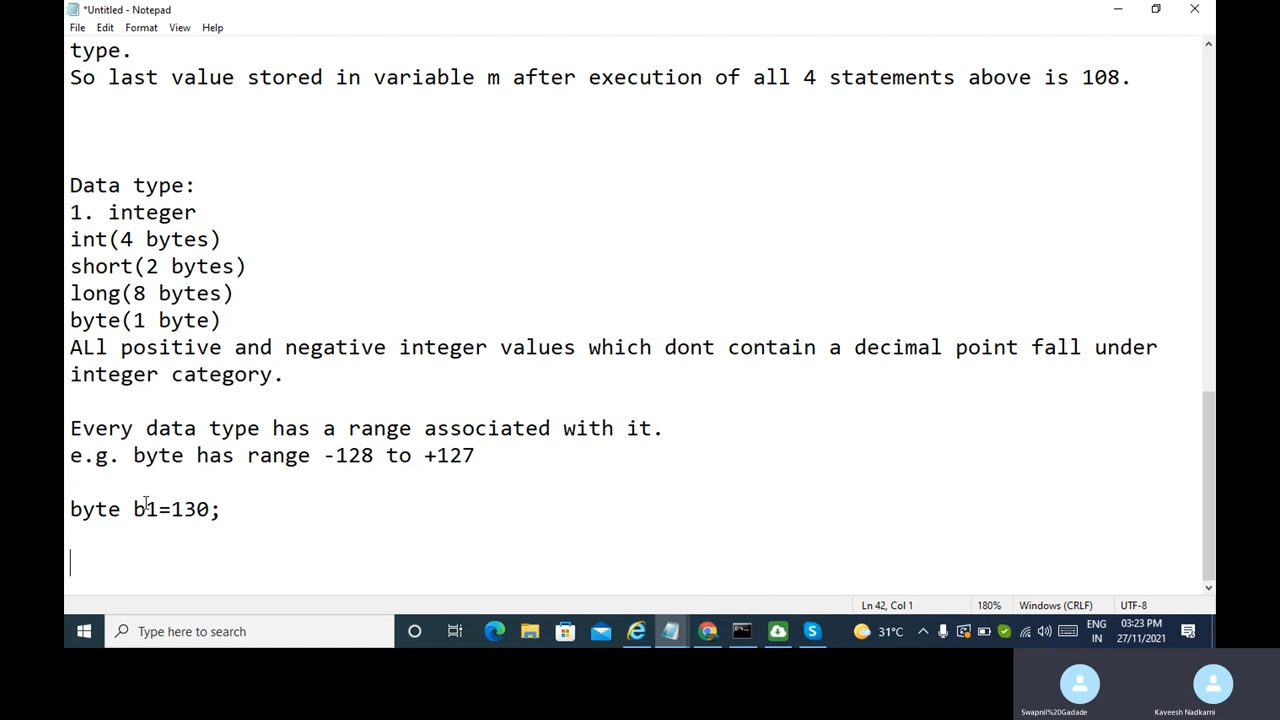 *Untitled - Notepad
File Edit Format View Help
type.
So last value stored in variable m after execution of all 4 statements above is 108.
Data type:
1. integer
int(4 bytes)
short(2 bytes)
long(8 bytes)
byte(1 byte)
ALl positive and negative integer values which dont contain a decimal point fall under
integer category.
Every data type has a range associated with it.
e.g. byte has range -128 to +127
byte b1=130;
Ln 42, Col 1 180% Windows (CRLF) UTF-8
Type here to search 31°C ENG 03:23 PM
IN 27/11/2021
Swapnil%20Gadade Kaveesh Nadkarni